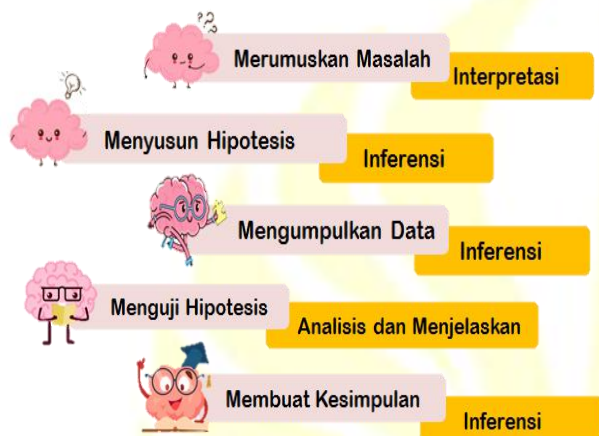 Merumuskan Masalah
Interpretasi
Menyusun Hipotesis
Inferensi
Mengumpulkan Data
Inferensi
Menguji Hipotesis
Analisis dan Menjelaskan
Membuat Kesimpulan
Inferensi